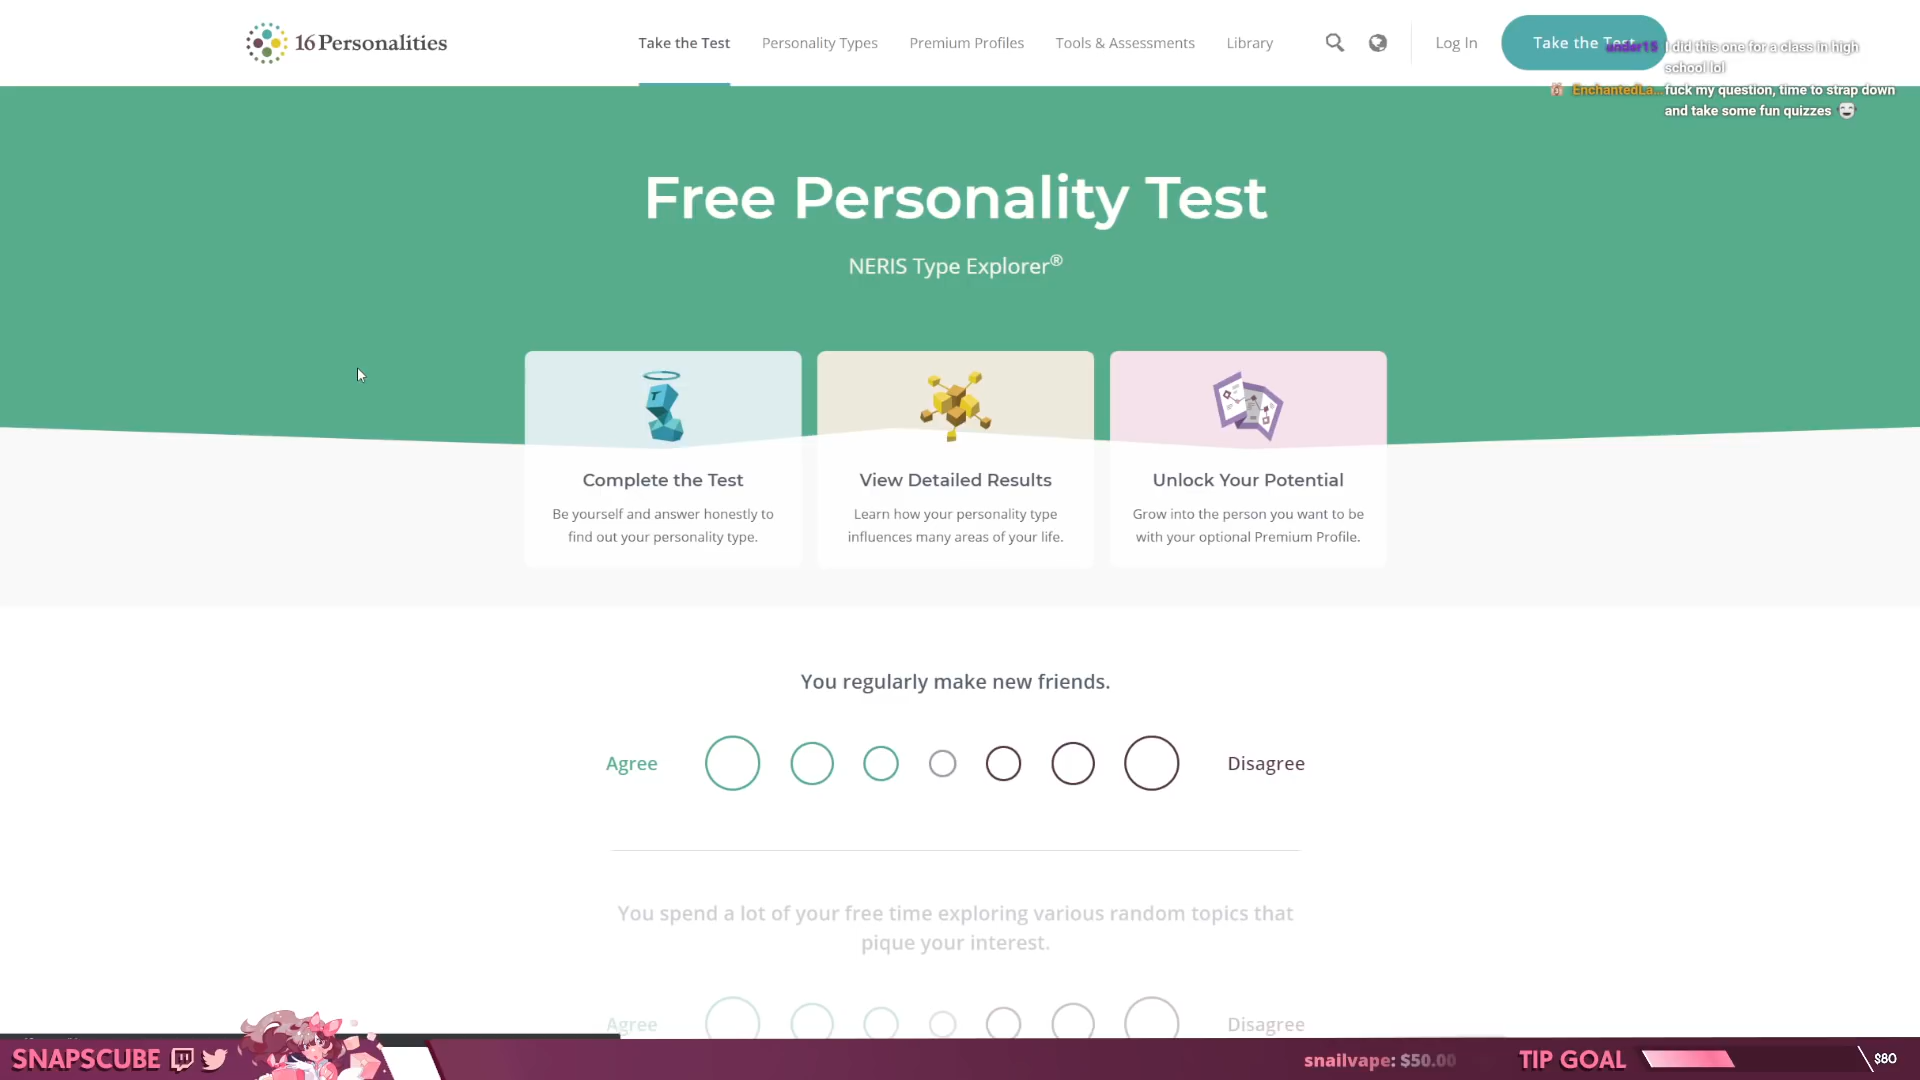 16Personalities
Take the Test
Personality Types
Premium Profiles
Tools & Assessments
Library
Log In
Take the Test
under15 I did this one for a class in high
school lol
EnchantedLa... fuck my question, time to strap down
and take some fun quizzes
Free Personality Test
NERIS Type Explorer®
T
Complete the Test
Be yourself and answer honestly to
find out your personality type.
View Detailed Results
Learn how your personality type
influences many areas of your life.
Unlock Your Potential
Grow into the person you want to be
with your optional Premium Profile.
You regularly make new friends.
Agree
Disagree
You spend a lot of your free time exploring various random topics that
pique your interest.
Agree
Disagree
SNAPSCUBE
snailvape: $50.00
TIP GOAL
$80